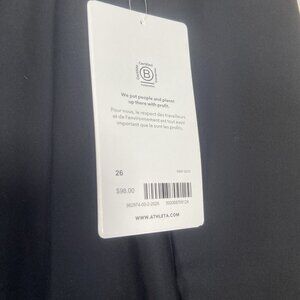 Certified
B
Corporation
We put people and planet
up there with profit.
Pour nous, le respect des travailleurs
et de l'environnement est tout aussi
important que le sont les profits.
26
$98.00
WWW.ATHLETA.COM